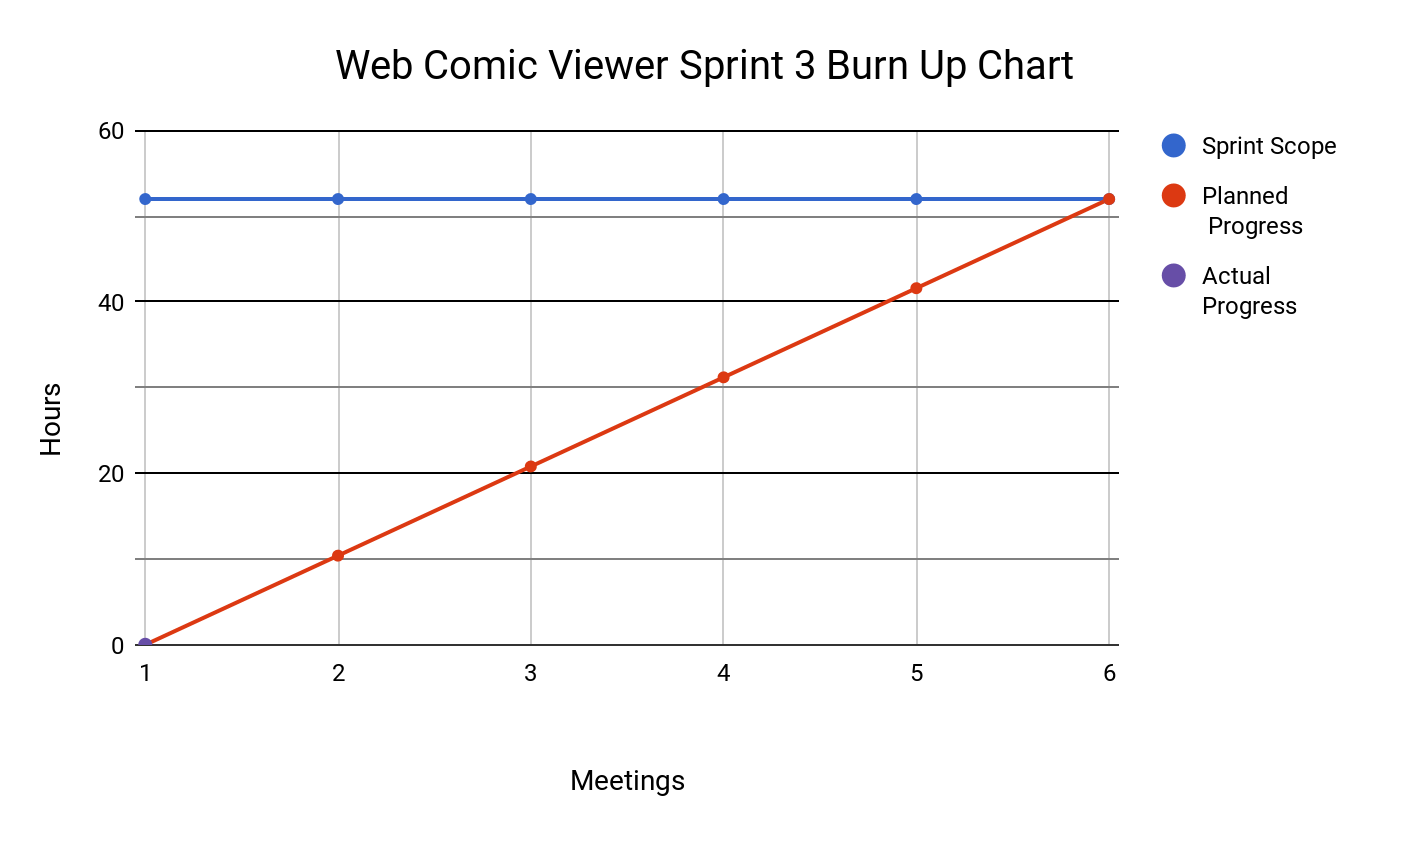 Web Comic Viewer Sprint 3 Burn Up Chart
60
40
20
0
Hours
1 2 3 4 5 6
Meetings
Sprint Scope
Planned
Progress
Actual
Progress